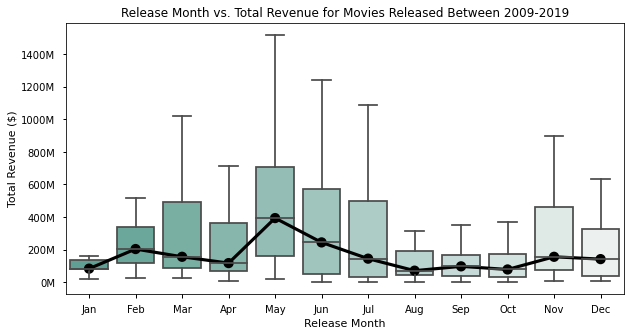 Release Month vs. Total Revenue for Movies Released Between 2009-2019
Total Revenue ($)
1400M
1200M
1000M
800M
600M
400M
200M
0M
Jan Feb Mar Apr May Jun Jul Aug Sep Oct Nov Dec
Release Month